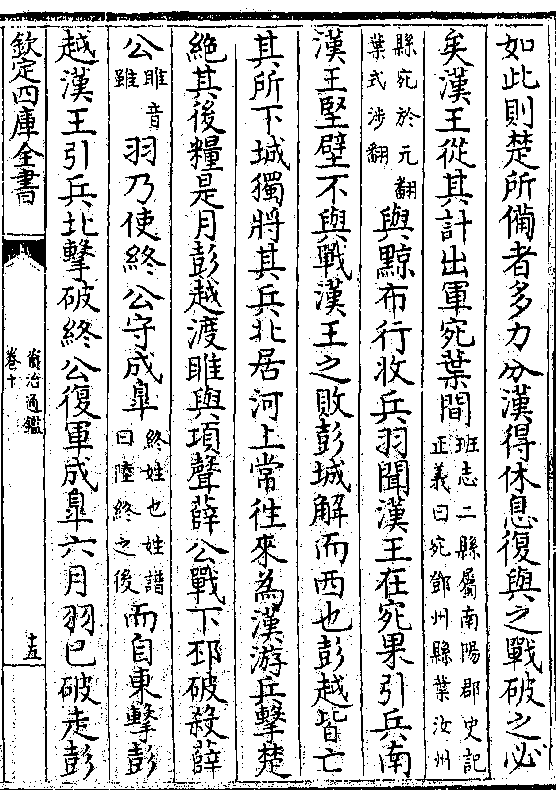 如此則楚所備者多力分漢得休息復與之戰破之必
矣漢王從其計出軍宛葉間班志二縣屬南陽郡史記正義曰宛鄧州縣葉汝州
縣宛於元翻葉式涉翻與黥布行收兵羽聞漢王在宛果引兵南
漢王堅壁不與戰漢王之敗彭城解而西也彭越皆亡
其所下城獨將其兵北居河上常往來為漢游兵擊楚
絶其後糧是月彭越渡睢與項聲薛公戰下邳破殺薛
公睢音雖羽乃使終公守成臯終姓也姓譜曰陸終之後而自東擊彭
越漢王引兵北擊破終公復軍成臯六月羽已破走彭
欽定四庫全書
資治通鑑
卷十
十五